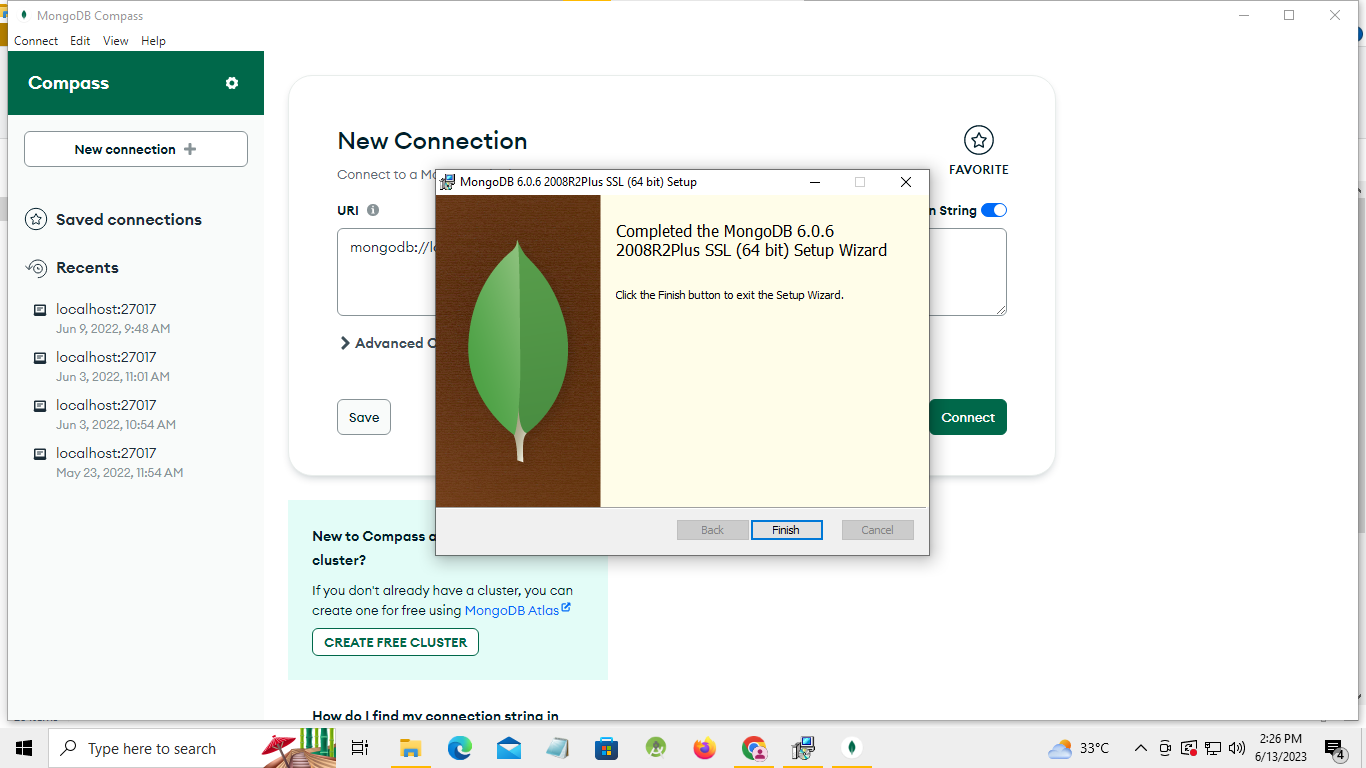 MongoDB Compass
Connect Edit View Help
Compass
New connection
Saved connections
Recents
localhost:27017
Jun 9, 2022, 9:48 AM
localhost:27017
Jun 3, 2022, 11:01 AM
localhost:27017
Jun 3, 2022, 10:54 AM
localhost:27017
May 23, 2022, 11:54 AM
New Connection
FAVORITE
Connect to a M
URI
n String
mongodb://l
Advanced
Save
Connect
MongoDB 6.0.6 2008R2Plus SSL (64 bit) Setup
Completed the MongoDB 6.0.6
2008R2Plus SSL (64 bit) Setup Wizard
Click the Finish button to exit the Setup Wizard.
Back
Finish
Cancel
New to Compass
cluster?
If you don't already have a cluster, you can
create one for free using MongoDB Atlas
CREATE FREE CLUSTER
How do I find my connection string in
Type here to search
33°C
2:26 PM
6/13/2023
4